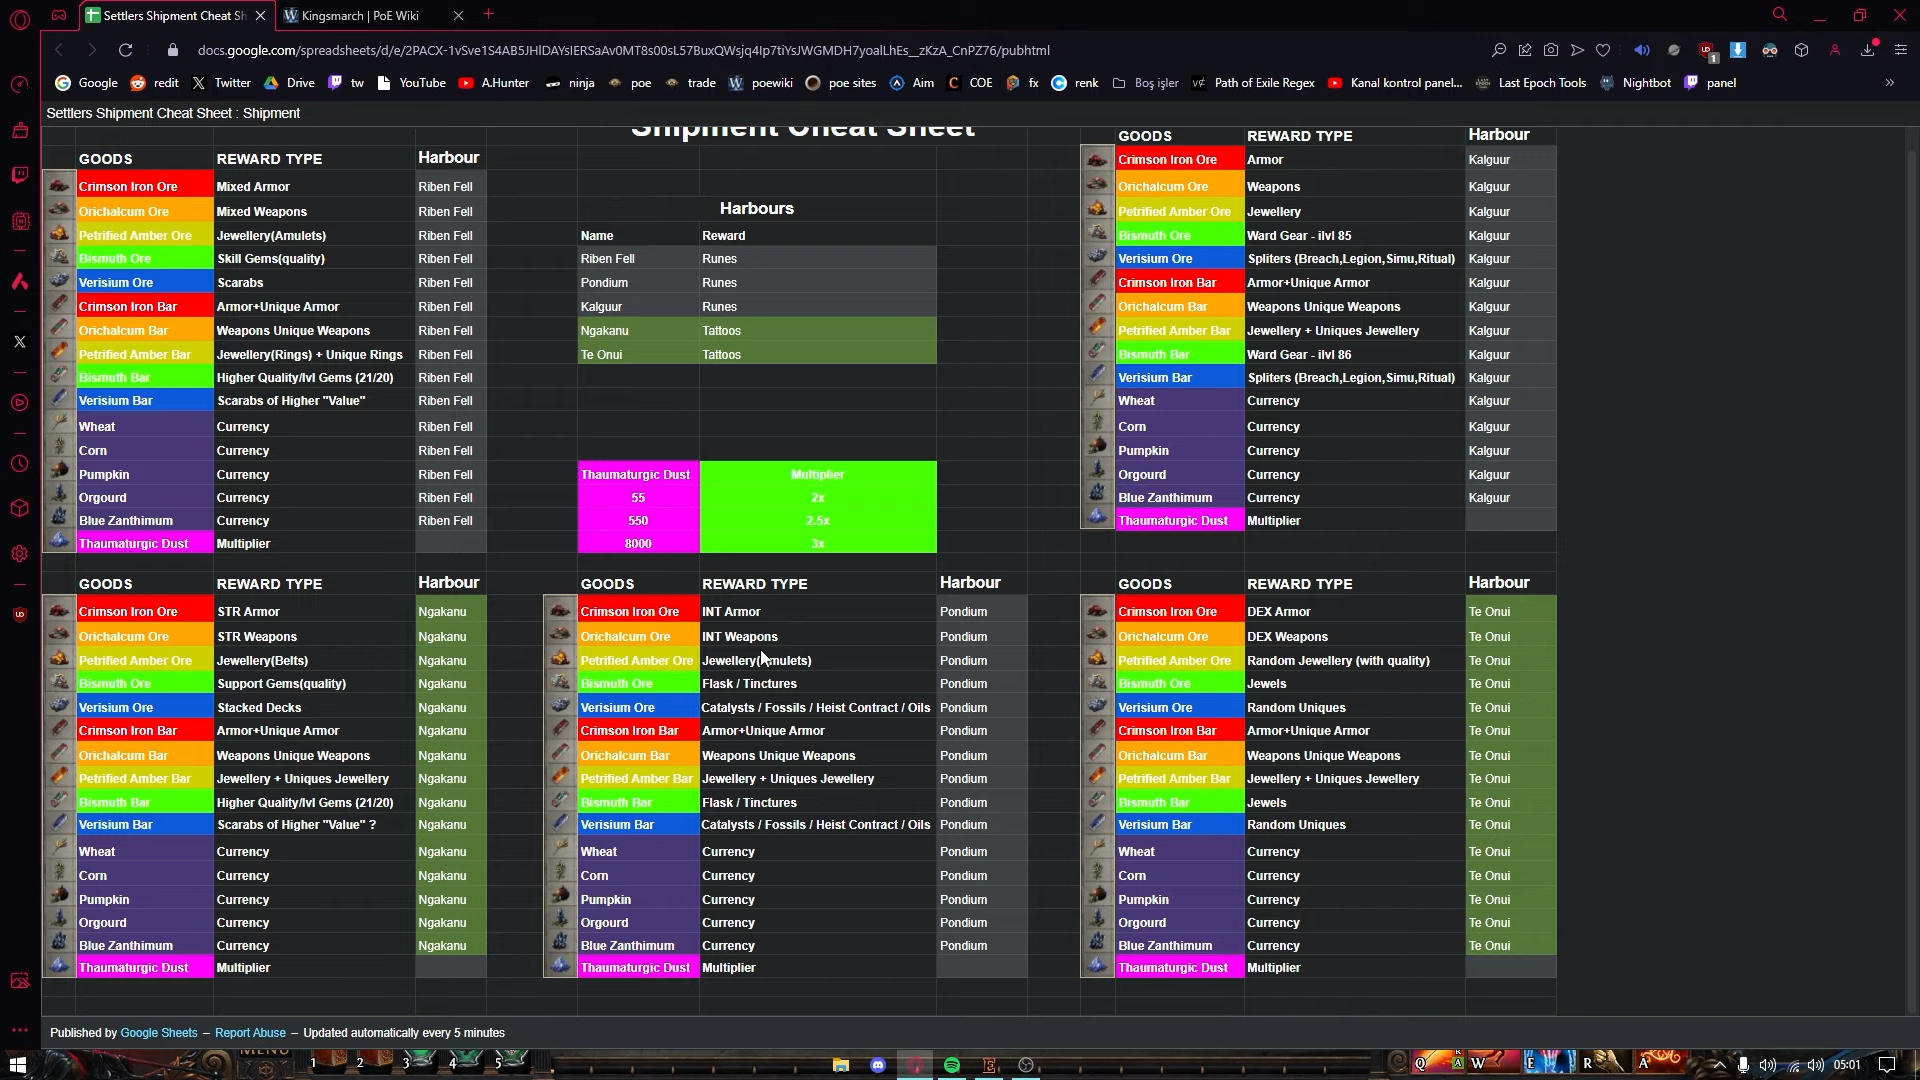 Settlers Shipment Cheat Sh
Kingsmarch | PoE Wiki
docs.google.com/spreadsheets/d/e/2PACX-1vSve1S4AB5JHlDAYsIERSaAv0MT8s00sL57BuxQWsjq4Ip7tiYsJWGMDH7yoalLhEs__zKzA_CnPZ76/pubhtml
Google redit Twitter Drive tw YouTube A.Hunter ninja poe trade poewiki poe sites Aim COE fx renk Boş işler Path of Exile Regex Kanal kontrol panel... Last Epoch Tools Nightbot panel
Settlers Shipment Cheat Sheet : Shipment
Shipment Cheat Sheet
GOODS REWARD TYPE Harbour
Crimson Iron Ore Mixed Armor Riben Fell
Orichalcum Ore Mixed Weapons Riben Fell
Petrified Amber Ore Jewellery(Amulets) Riben Fell
Bismuth Ore Skill Gems(quality) Riben Fell
Verisium Ore Scarabs Riben Fell
Crimson Iron Bar Armor+Unique Armor Riben Fell
Orichalcum Bar Weapons Unique Weapons Riben Fell
Petrified Amber Bar Jewellery(Rings) + Unique Rings Riben Fell
Bismuth Bar Higher Quality/lvl Gems (21/20) Riben Fell
Verisium Bar Scarabs of Higher "Value" Riben Fell
Wheat Currency Riben Fell
Corn Currency Riben Fell
Pumpkin Currency Riben Fell
Orgourd Currency Riben Fell
Blue Zanthimum Currency Riben Fell
Thaumaturgic Dust Multiplier
Harbours
Name Reward
Riben Fell Runes
Pondium Runes
Kalguur Runes
Ngakanu Tattoos
Te Onui Tattoos
Thaumaturgic Dust Multiplier
55 2x
550 2.5x
8000 3x
GOODS REWARD TYPE Harbour
Crimson Iron Ore Armor Kalguur
Orichalcum Ore Weapons Kalguur
Petrified Amber Ore Jewellery Kalguur
Bismuth Ore Ward Gear - ilvl 85 Kalguur
Verisium Ore Spliters (Breach,Legion,Simu,Ritual) Kalguur
Crimson Iron Bar Armor+Unique Armor Kalguur
Orichalcum Bar Weapons Unique Weapons Kalguur
Petrified Amber Bar Jewellery + Uniques Jewellery Kalguur
Bismuth Bar Ward Gear - ilvl 86 Kalguur
Verisium Bar Spliters (Breach,Legion,Simu,Ritual) Kalguur
Wheat Currency Kalguur
Corn Currency Kalguur
Pumpkin Currency Kalguur
Orgourd Currency Kalguur
Blue Zanthimum Currency Kalguur
Thaumaturgic Dust Multiplier
GOODS REWARD TYPE Harbour
Crimson Iron Ore STR Armor Ngakanu
Orichalcum Ore STR Weapons Ngakanu
Petrified Amber Ore Jewellery(Belts) Ngakanu
Bismuth Ore Support Gems(quality) Ngakanu
Verisium Ore Stacked Decks Ngakanu
Crimson Iron Bar Armor+Unique Armor Ngakanu
Orichalcum Bar Weapons Unique Weapons Ngakanu
Petrified Amber Bar Jewellery + Uniques Jewellery Ngakanu
Bismuth Bar Higher Quality/lvl Gems (21/20) Ngakanu
Verisium Bar Scarabs of Higher "Value" ? Ngakanu
Wheat Currency Ngakanu
Corn Currency Ngakanu
Pumpkin Currency Ngakanu
Orgourd Currency Ngakanu
Blue Zanthimum Currency Ngakanu
Thaumaturgic Dust Multiplier
GOODS REWARD TYPE Harbour
Crimson Iron Ore INT Armor Pondium
Orichalcum Ore INT Weapons Pondium
Petrified Amber Ore Jewellery(Amulets) Pondium
Bismuth Ore Flask / Tinctures Pondium
Verisium Ore Catalysts / Fossils / Heist Contract / Oils Pondium
Crimson Iron Bar Armor+Unique Armor Pondium
Orichalcum Bar Weapons Unique Weapons Pondium
Petrified Amber Bar Jewellery + Uniques Jewellery Pondium
Bismuth Bar Flask / Tinctures Pondium
Verisium Bar Catalysts / Fossils / Heist Contract / Oils Pondium
Wheat Currency Pondium
Corn Currency Pondium
Pumpkin Currency Pondium
Orgourd Currency Pondium
Blue Zanthimum Currency Pondium
Thaumaturgic Dust Multiplier
GOODS REWARD TYPE Harbour
Crimson Iron Ore DEX Armor Te Onui
Orichalcum Ore DEX Weapons Te Onui
Petrified Amber Ore Random Jewellery (with quality) Te Onui
Bismuth Ore Jewels Te Onui
Verisium Ore Random Uniques Te Onui
Crimson Iron Bar Armor+Unique Armor Te Onui
Orichalcum Bar Weapons Unique Weapons Te Onui
Petrified Amber Bar Jewellery + Uniques Jewellery Te Onui
Bismuth Bar Jewels Te Onui
Verisium Bar Random Uniques Te Onui
Wheat Currency Te Onui
Corn Currency Te Onui
Pumpkin Currency Te Onui
Orgourd Currency Te Onui
Blue Zanthimum Currency Te Onui
Thaumaturgic Dust Multiplier
Published by Google Sheets – Report Abuse – Updated automatically every 5 minutes
MENU 1 2 3 4 5 Q W E R A 05:01